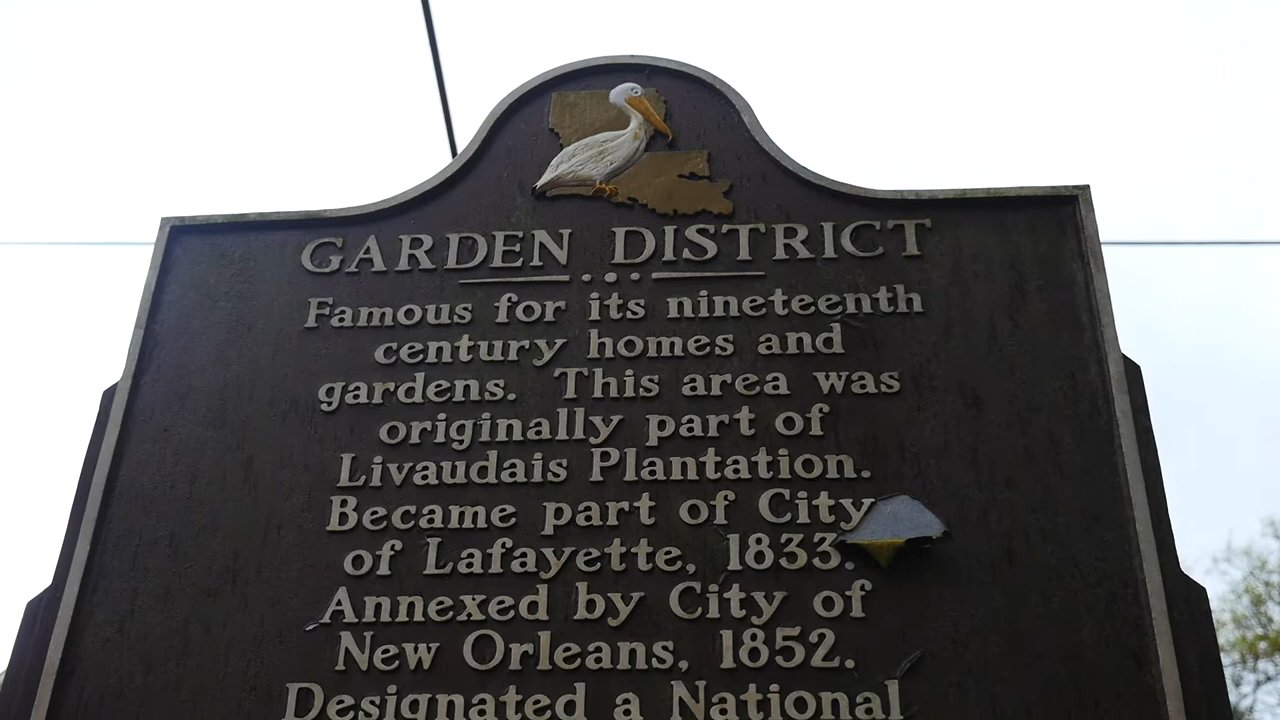 GARDEN DISTRICT
Famous for its nineteenth
century homes and
gardens. This area was
originally part of
Livaudais Plantation.
Became part of City
of Lafayette, 1833.
Annexed by City of
New Orleans, 1852.
Designated a National